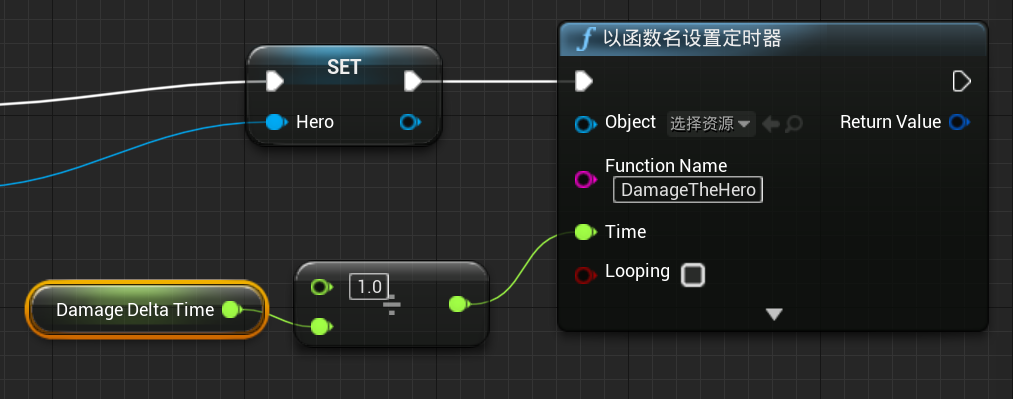 SET
Hero
以函数名设置定时器
Object 选择资源 Return Value
Function Name
DamageTheHero
Time
Looping
1.0
Damage Delta Time